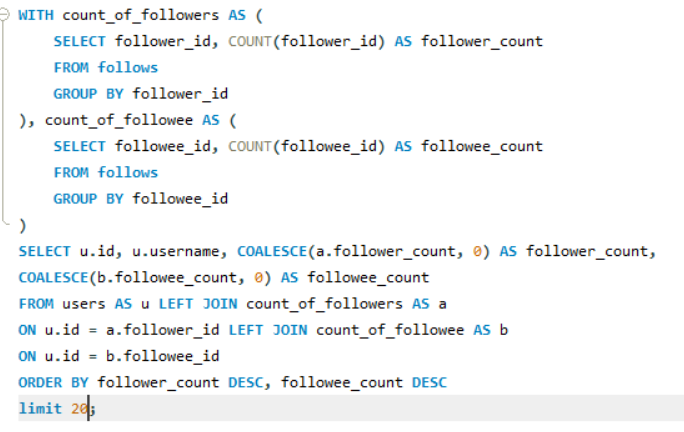 WITH count_of_followers AS (
    SELECT follower_id, COUNT(follower_id) AS follower_count
    FROM follows
    GROUP BY follower_id
), count_of_followee AS (
    SELECT followee_id, COUNT(followee_id) AS followee_count
    FROM follows
    GROUP BY followee_id
)
SELECT u.id, u.username, COALESCE(a.follower_count, 0) AS follower_count,
COALESCE(b.followee_count, 0) AS followee_count
FROM users AS u LEFT JOIN count_of_followers AS a
ON u.id = a.follower_id LEFT JOIN count_of_followee AS b
ON u.id = b.followee_id
ORDER BY follower_count DESC, followee_count DESC
limit 20;